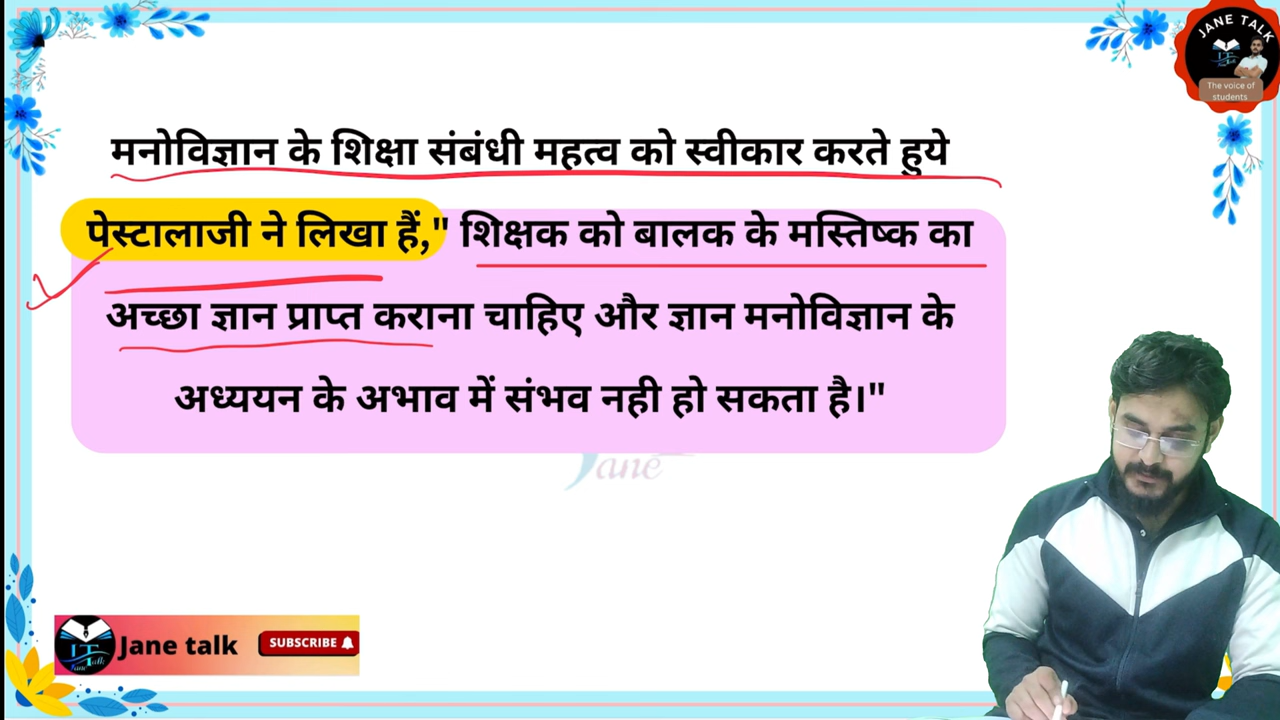 JANE TALK
The voice of
students
मनोविज्ञान के शिक्षा संबंधी महत्व को स्वीकार करते हुये
पेस्टालाजी ने लिखा हैं," शिक्षक को बालक के मस्तिष्क का
अच्छा ज्ञान प्राप्त कराना चाहिए और ज्ञान मनोविज्ञान के
अध्ययन के अभाव में संभव नही हो सकता है।"
Jane
Jane talk
SUBSCRIBE